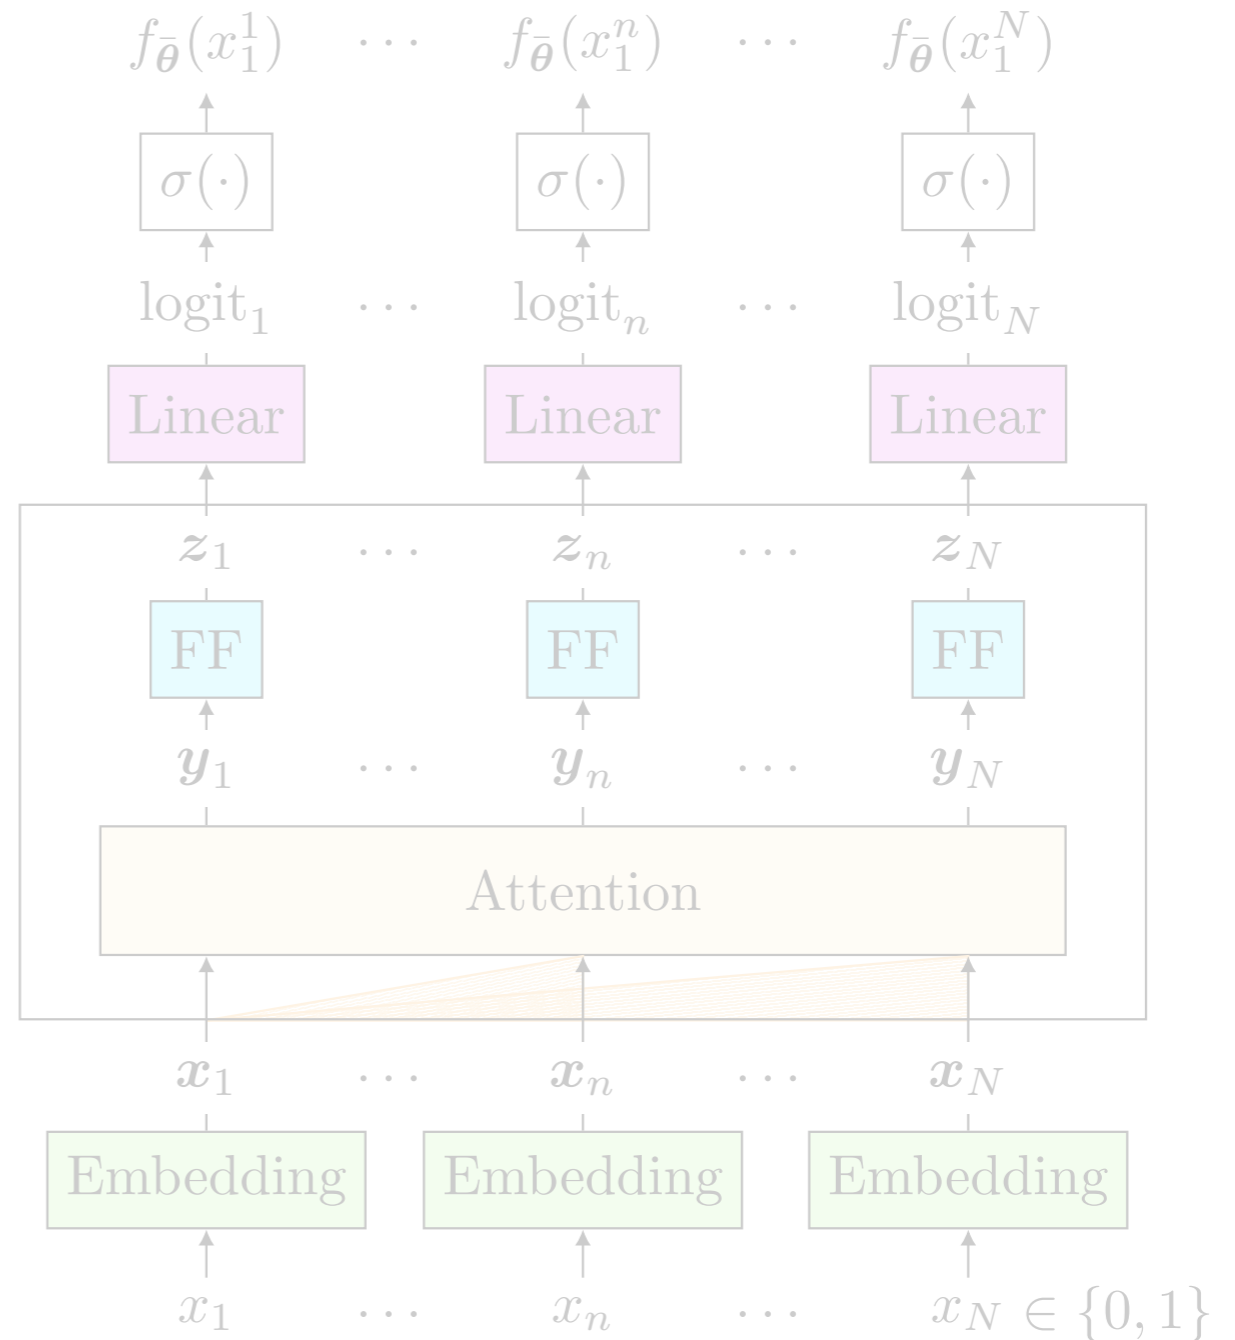 f_θ̄(x_1^1) ⋯ f_θ̄(x_1^n) ⋯ f_θ̄(x_1^N)
σ(·) σ(·) σ(·)
logit_1 ⋯ logit_n ⋯ logit_N
Linear Linear Linear
z_1 ⋯ z_n ⋯ z_N
FF FF FF
y_1 ⋯ y_n ⋯ y_N
Attention
x_1 ⋯ x_n ⋯ x_N
Embedding Embedding Embedding
x_1 ⋯ x_n ⋯ x_N ∈ {0, 1}